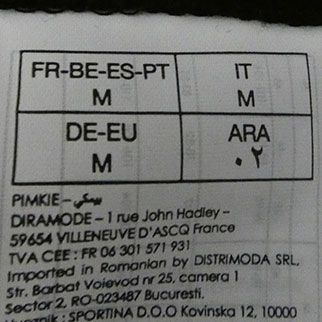 FR-BE-ES-PT IT
M M
DE-EU ARA
M ٠٢
PIMKIE – بيمكي
DIRAMODE – 1 rue John Hadley –
59654 VILLENEUVE D'ASCQ France
TVA CEE : FR 06 301 571 931
Imported in Romanian by DISTRIMODA SRL,
Str. Barbat Voievod nr 25, camera 1
Sector 2, RO-023487 Bucuresti.
: SPORTINA D.O.O Kovinska 12, 10000